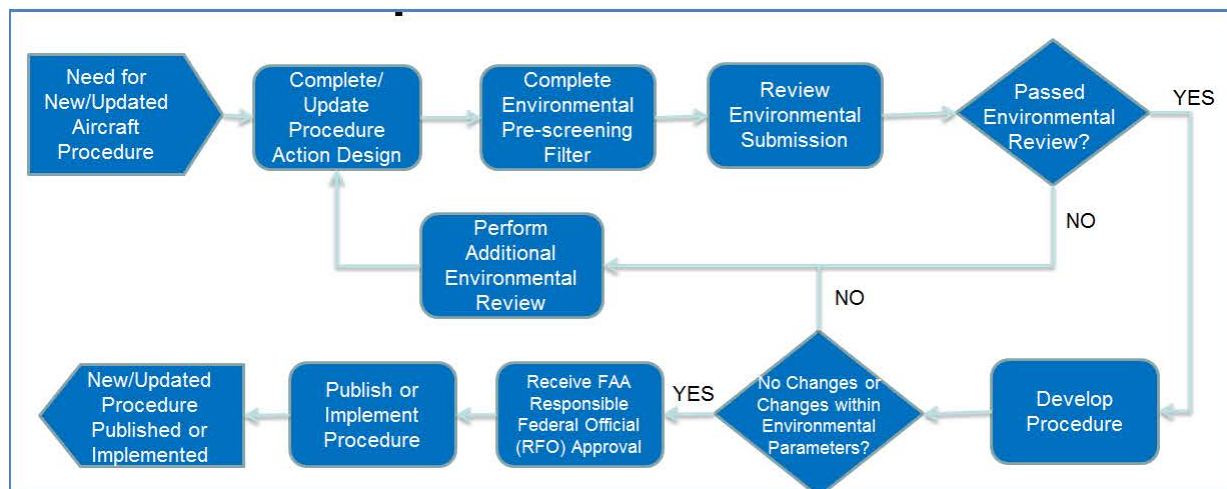 Need for
New/Updated
Aircraft
Procedure
Complete/
Update
Procedure
Action Design
Complete
Environmental
Pre-screening
Filter
Review
Environmental
Submission
Passed
Environmental
Review?
YES
NO
Perform
Additional
Environmental
Review
NO
New/Updated
Procedure
Published or
Implemented
Publish or
Implement
Procedure
Receive FAA
Responsible
Federal Official
(RFO) Approval
YES
No Changes or
Changes within
Environmental
Parameters?
Develop
Procedure